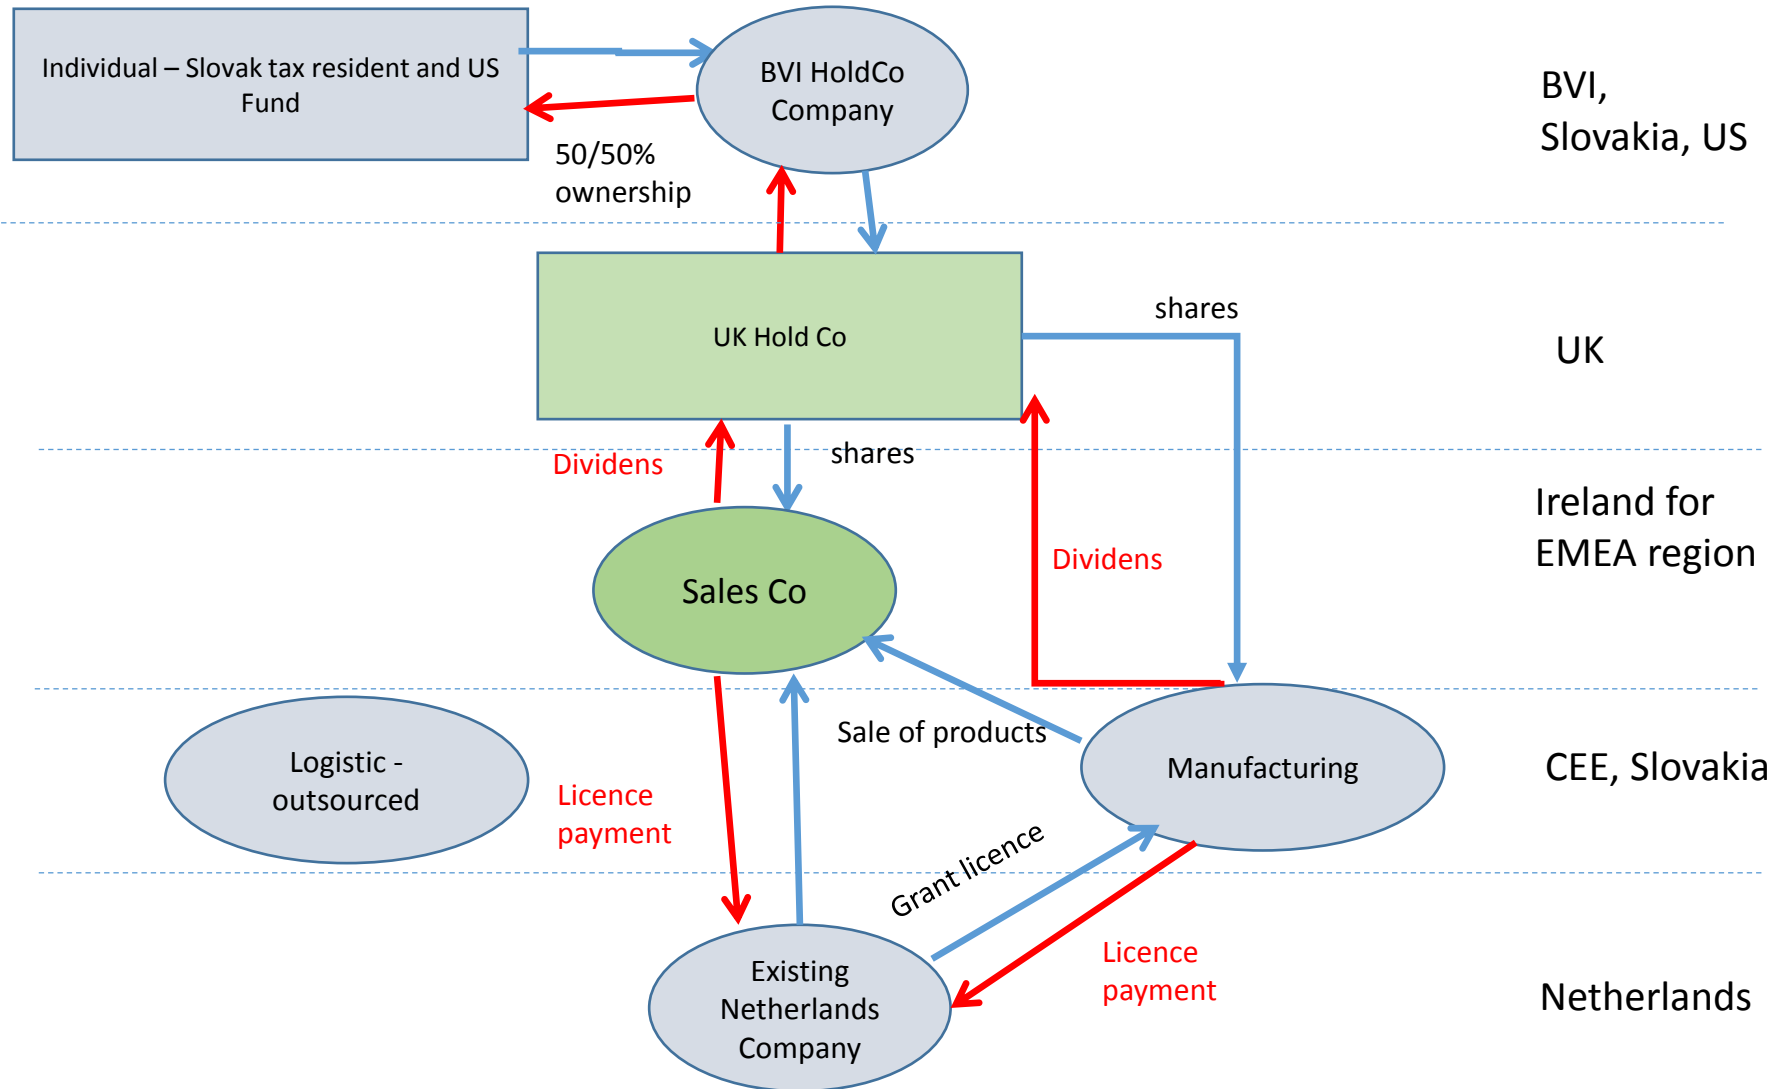 Individual – Slovak tax resident and US
Fund
BVI HoldCo
Company
BVI,
Slovakia, US
50/50%
ownership
UK Hold Co
shares
UK
Dividens
shares
Ireland for
EMEA region
Dividens
Sales Co
Sale of products
Logistic -
outsourced
Manufacturing
CEE, Slovakia
Licence
payment
Grant licence
Licence
payment
Existing
Netherlands
Company
Netherlands